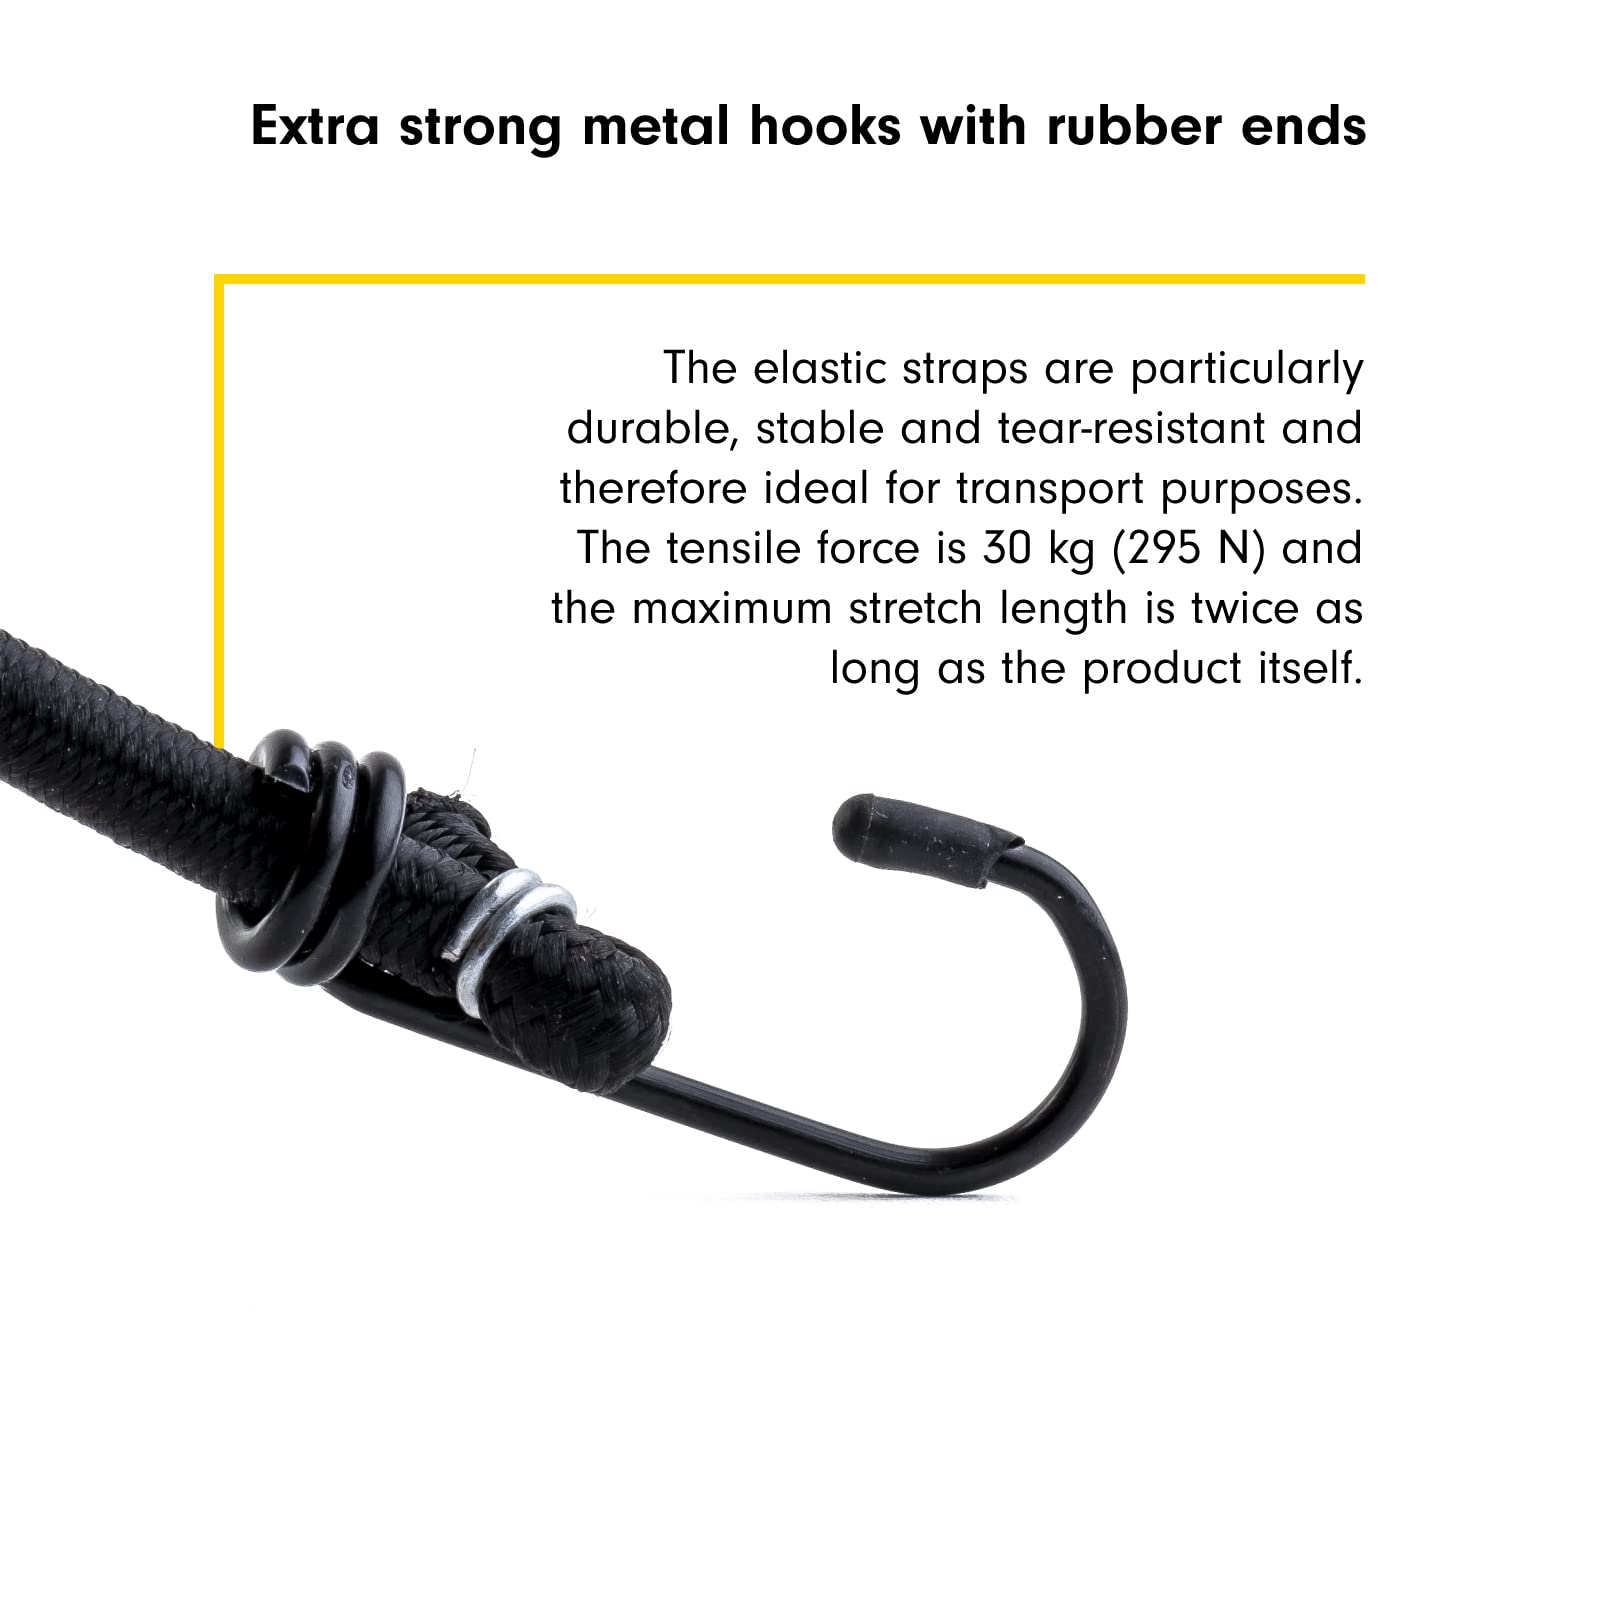 Extra strong metal hooks with rubber ends
The elastic straps are particularly
durable, stable and tear-resistant and
therefore ideal for transport purposes.
The tensile force is 30 kg (295 N) and
the maximum stretch length is twice as
long as the product itself.